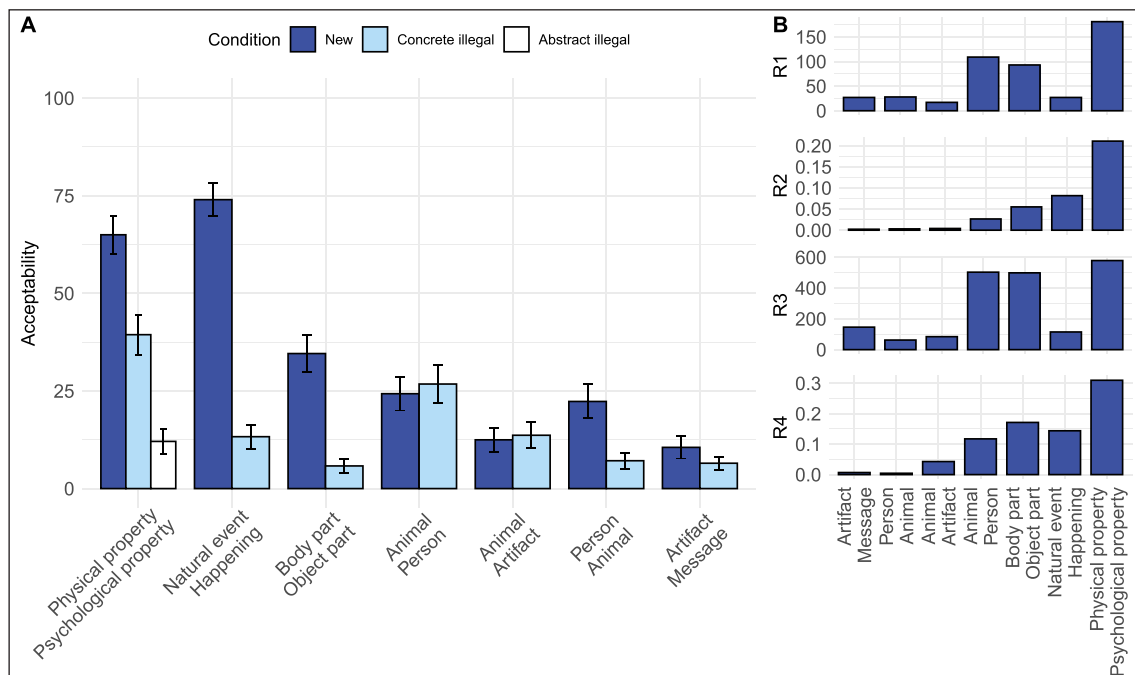 A
Condition
New
Concrete illegal
Abstract illegal
Acceptability
100
75
50
25
0
Physical property
Psychological property
Natural event
Happening
Body part
Object part
Animal
Person
Animal
Artifact
Person
Animal
Artifact
Message
B
R1
150
100
50
0
R2
0.20
0.15
0.10
0.05
0.00
R3
600
400
200
0
R4
0.3
0.2
0.1
0.0
Artifact
Message
Person
Animal
Animal
Artifact
Animal
Person
Body part
Object part
Natural event
Happening
Physical property
Psychological property